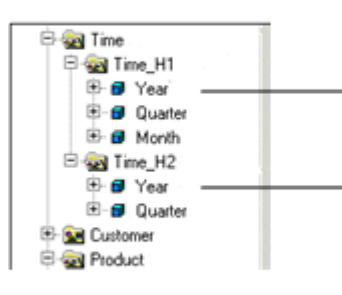 Time
Time_H1
Year
Quarter
Month
Time_H2
Year
Quarter
Customer
Product